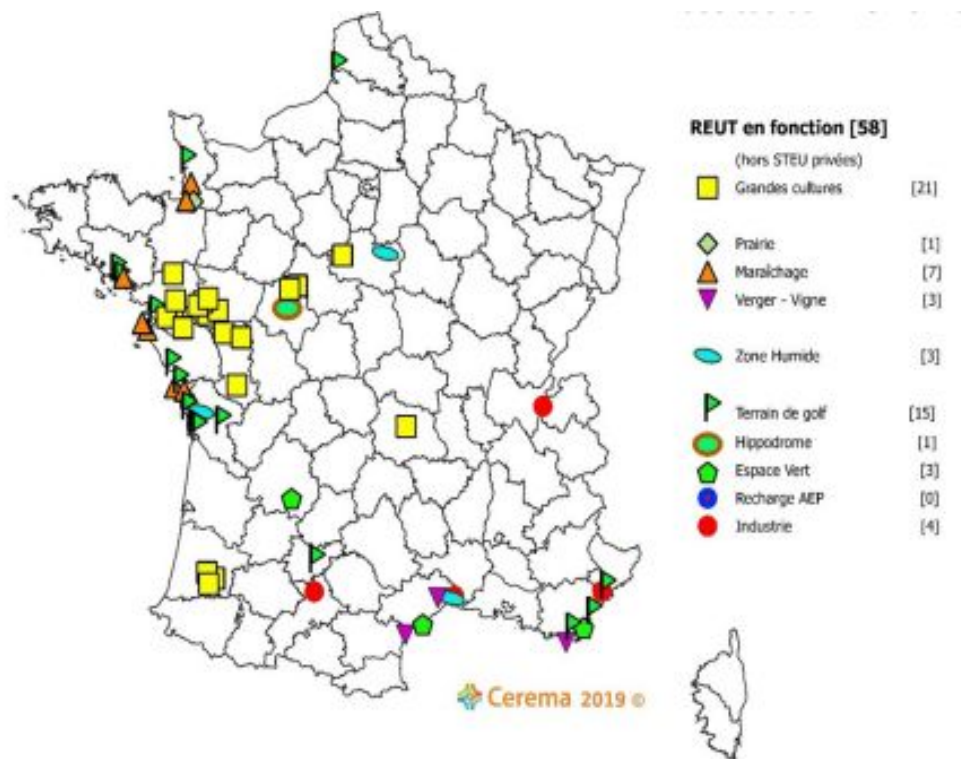 REUT en fonction [58]
(hors STEU privées)
Grandes cultures [21]
Prairie [1]
Maraîchage [7]
Verger - Vigne [3]
Zone Humide [3]
Terrain de golf [15]
Hippodrome [1]
Espace Vert [3]
Recharge AEP [0]
Industrie [4]
Cerema 2019 ©